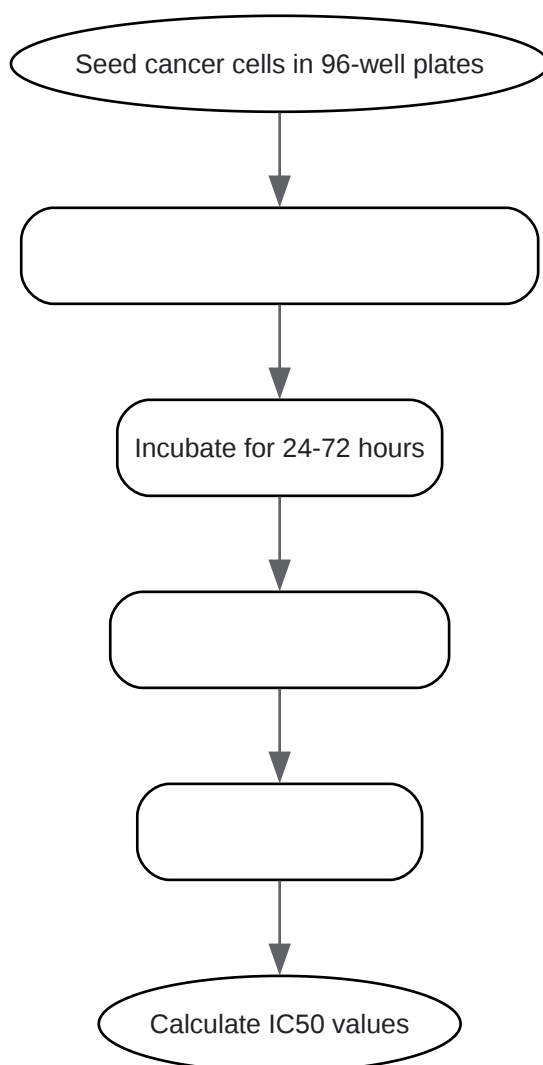 Seed cancer cells in 96-well plates
Incubate for 24-72 hours
Calculate IC50 values